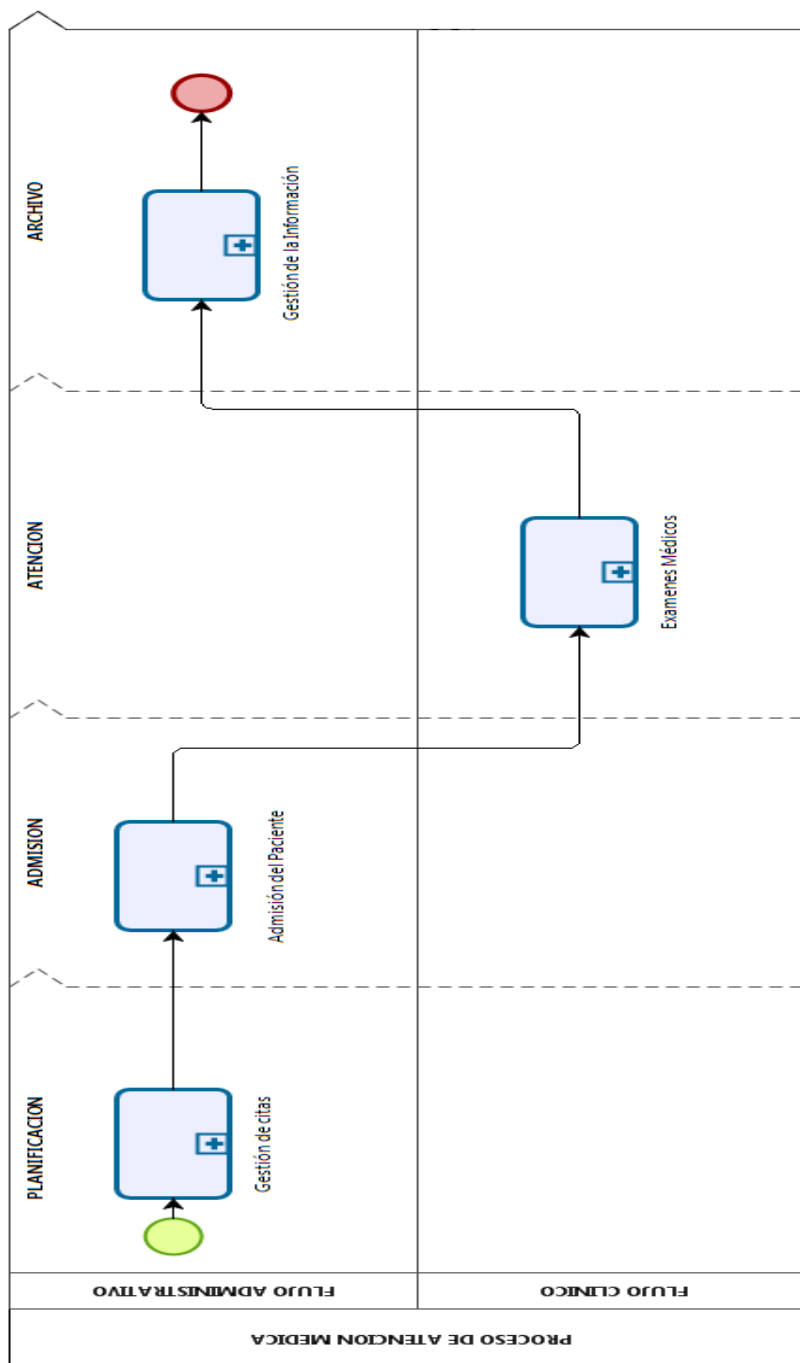 PROCESO DE ATENCION MEDICA
FLUJO ADMINISTRATIVO
FLUJO CLINICO
PLANIFICACION
ADMISION
ATENCION
ARCHIVO
Gestión de citas
Admisión del Paciente
Examenes Médicos
Gestión de la Información